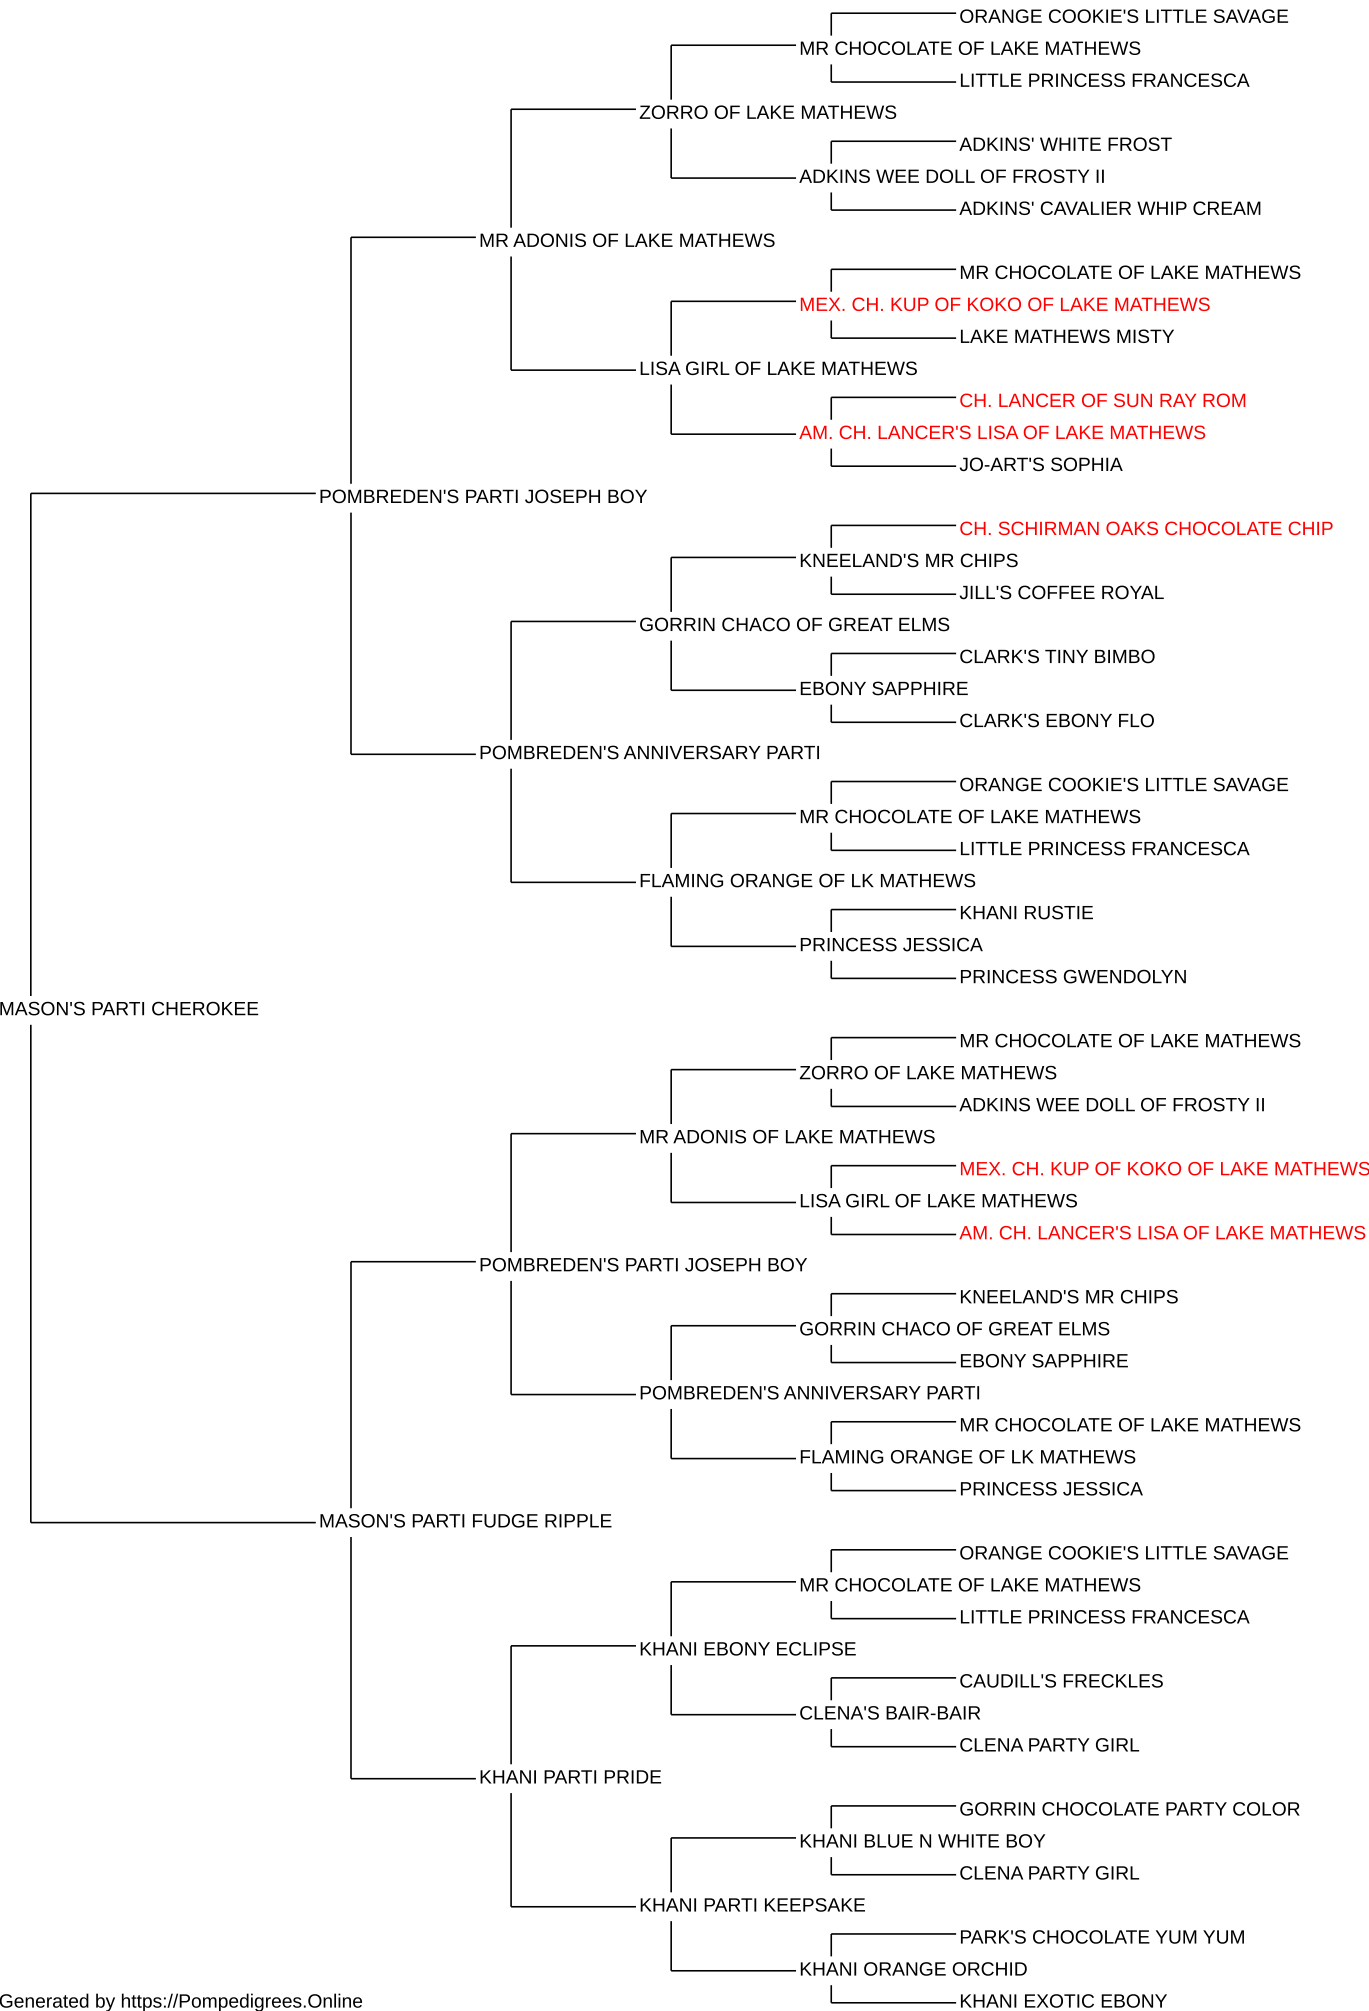 ORANGE COOKIE'S LITTLE SAVAGE
MR CHOCOLATE OF LAKE MATHEWS
LITTLE PRINCESS FRANCESCA
ZORRO OF LAKE MATHEWS
ADKINS' WHITE FROST
ADKINS WEE DOLL OF FROSTY II
ADKINS' CAVALIER WHIP CREAM
MR ADONIS OF LAKE MATHEWS
MR CHOCOLATE OF LAKE MATHEWS
MEX. CH. KUP OF KOKO OF LAKE MATHEWS
LAKE MATHEWS MISTY
LISA GIRL OF LAKE MATHEWS
CH. LANCER OF SUN RAY ROM
AM. CH. LANCER'S LISA OF LAKE MATHEWS
JO-ART'S SOPHIA
POMBREDEN'S PARTI JOSEPH BOY
CH. SCHIRMAN OAKS CHOCOLATE CHIP
KNEELAND'S MR CHIPS
JILL'S COFFEE ROYAL
GORRIN CHACO OF GREAT ELMS
CLARK'S TINY BIMBO
EBONY SAPPHIRE
CLARK'S EBONY FLO
POMBREDEN'S ANNIVERSARY PARTI
ORANGE COOKIE'S LITTLE SAVAGE
MR CHOCOLATE OF LAKE MATHEWS
LITTLE PRINCESS FRANCESCA
FLAMING ORANGE OF LK MATHEWS
KHANI RUSTIE
PRINCESS JESSICA
PRINCESS GWENDOLYN
MASON'S PARTI CHEROKEE
MR CHOCOLATE OF LAKE MATHEWS
ZORRO OF LAKE MATHEWS
ADKINS WEE DOLL OF FROSTY II
MR ADONIS OF LAKE MATHEWS
MEX. CH. KUP OF KOKO OF LAKE MATHEWS
LISA GIRL OF LAKE MATHEWS
AM. CH. LANCER'S LISA OF LAKE MATHEWS
POMBREDEN'S PARTI JOSEPH BOY
KNEELAND'S MR CHIPS
GORRIN CHACO OF GREAT ELMS
EBONY SAPPHIRE
POMBREDEN'S ANNIVERSARY PARTI
MR CHOCOLATE OF LAKE MATHEWS
FLAMING ORANGE OF LK MATHEWS
PRINCESS JESSICA
MASON'S PARTI FUDGE RIPPLE
ORANGE COOKIE'S LITTLE SAVAGE
MR CHOCOLATE OF LAKE MATHEWS
LITTLE PRINCESS FRANCESCA
KHANI EBONY ECLIPSE
CAUDILL'S FRECKLES
CLENA'S BAIR-BAIR
CLENA PARTY GIRL
KHANI PARTI PRIDE
GORRIN CHOCOLATE PARTY COLOR
KHANI BLUE N WHITE BOY
CLENA PARTY GIRL
KHANI PARTI KEEPSAKE
PARK'S CHOCOLATE YUM YUM
KHANI ORANGE ORCHID
KHANI EXOTIC EBONY
Generated by https://Pompedigrees.Online